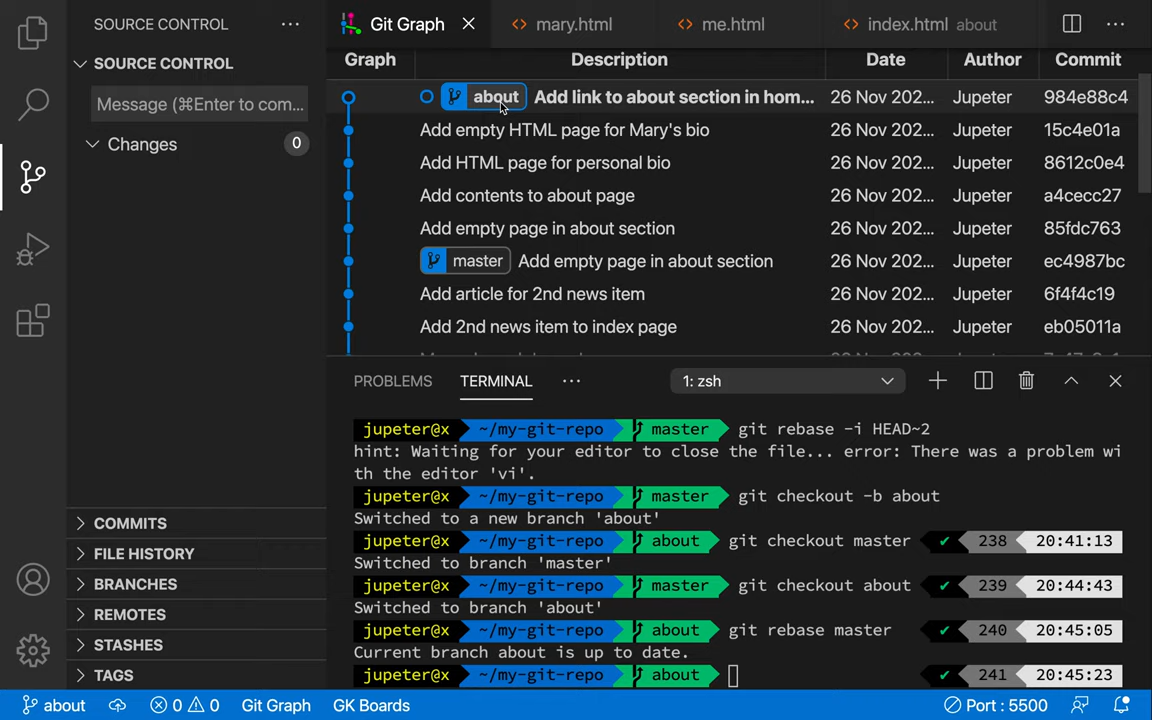 SOURCE CONTROL ...
SOURCE CONTROL
Message (⌘Enter to com...
Changes 0
COMMITS
FILE HISTORY
BRANCHES
REMOTES
STASHES
TAGS
Git Graph mary.html me.html index.html about ...
Graph Description Date Author Commit
about Add link to about section in hom... 26 Nov 202... Jupeter 984e88c4
Add empty HTML page for Mary's bio 26 Nov 202... Jupeter 15c4e01a
Add HTML page for personal bio 26 Nov 202... Jupeter 8612c0e4
Add contents to about page 26 Nov 202... Jupeter a4cecc27
Add empty page in about section 26 Nov 202... Jupeter 85fdc763
master Add empty page in about section 26 Nov 202... Jupeter ec4987bc
Add article for 2nd news item 26 Nov 202... Jupeter 6f4f4c19
Add 2nd news item to index page 26 Nov 202... Jupeter eb05011a
PROBLEMS TERMINAL ... 1: zsh
jupeter@x ~/my-git-repo master git rebase -i HEAD~2
hint: Waiting for your editor to close the file... error: There was a problem wi
th the editor 'vi'.
jupeter@x ~/my-git-repo master git checkout -b about
Switched to a new branch 'about'
jupeter@x ~/my-git-repo about git checkout master ✔ 238 20:41:13
Switched to branch 'master'
jupeter@x ~/my-git-repo master git checkout about ✔ 239 20:44:43
Switched to branch 'about'
jupeter@x ~/my-git-repo about git rebase master ✔ 240 20:45:05
Current branch about is up to date.
jupeter@x ~/my-git-repo about ✔ 241 20:45:23
about 0 0 Git Graph GK Boards Port : 5500